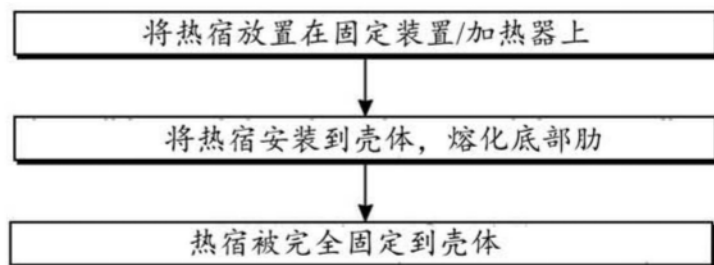 将热宿放置在固定装置/加热器上
将热宿安装到壳体，熔化底部肋
热宿被完全固定到壳体